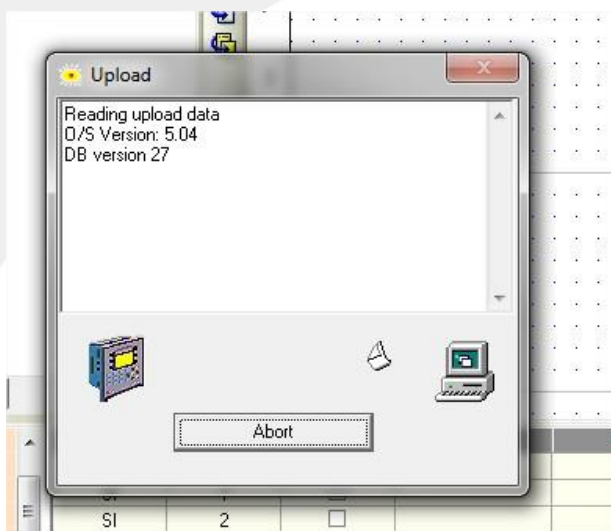 Upload
Reading upload data
O/S Version: 5.04
DB version 27
Abort
SI 2